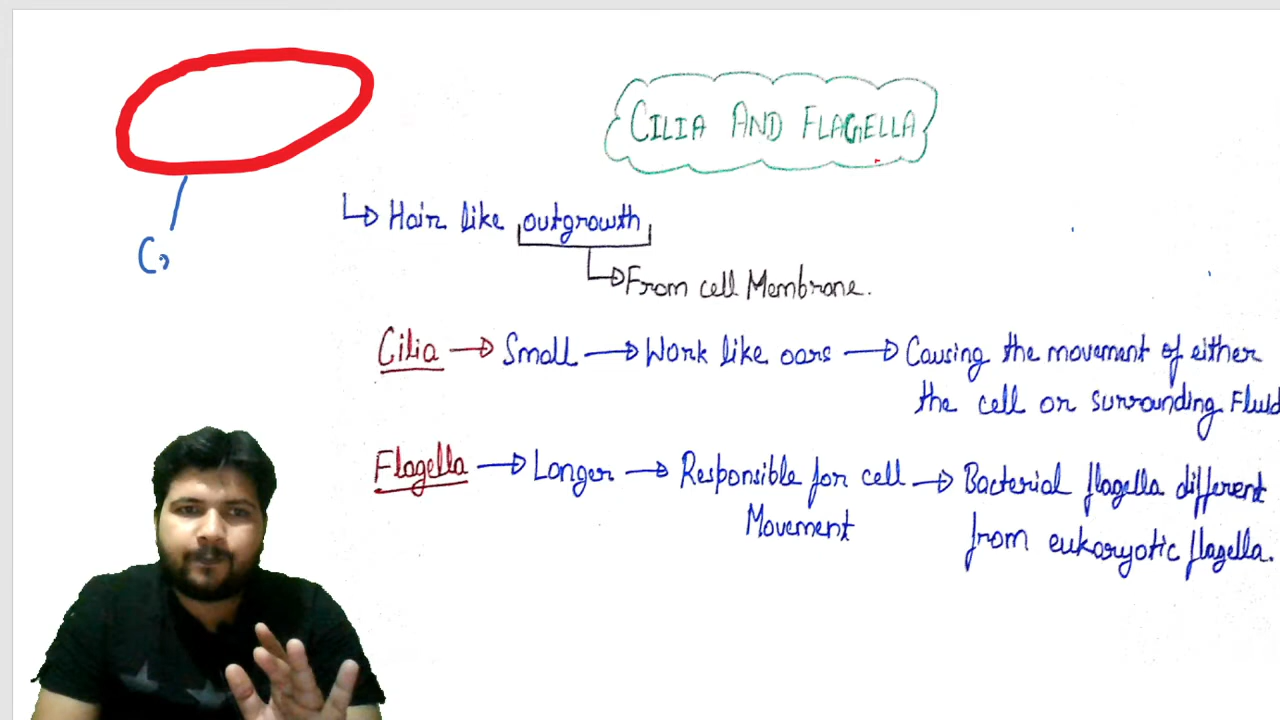 CILIA AND FLAGELLA
Hair like outgrowth
From cell Membrane.
Cilia → Small → Work like oars → Causing the movement of either
the cell or surrounding Fluid
Flagella → Longer → Responsible for cell → Bacterial flagella different
Movement
from eukaryotic flagella.